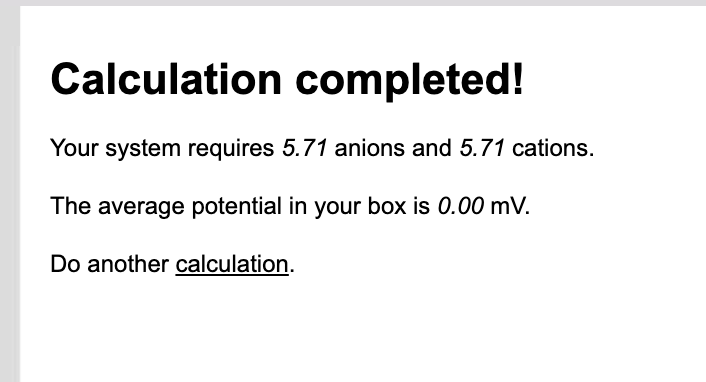 Calculation completed!
Your system requires 5.71 anions and 5.71 cations.
The average potential in your box is 0.00 mV.
Do another calculation.